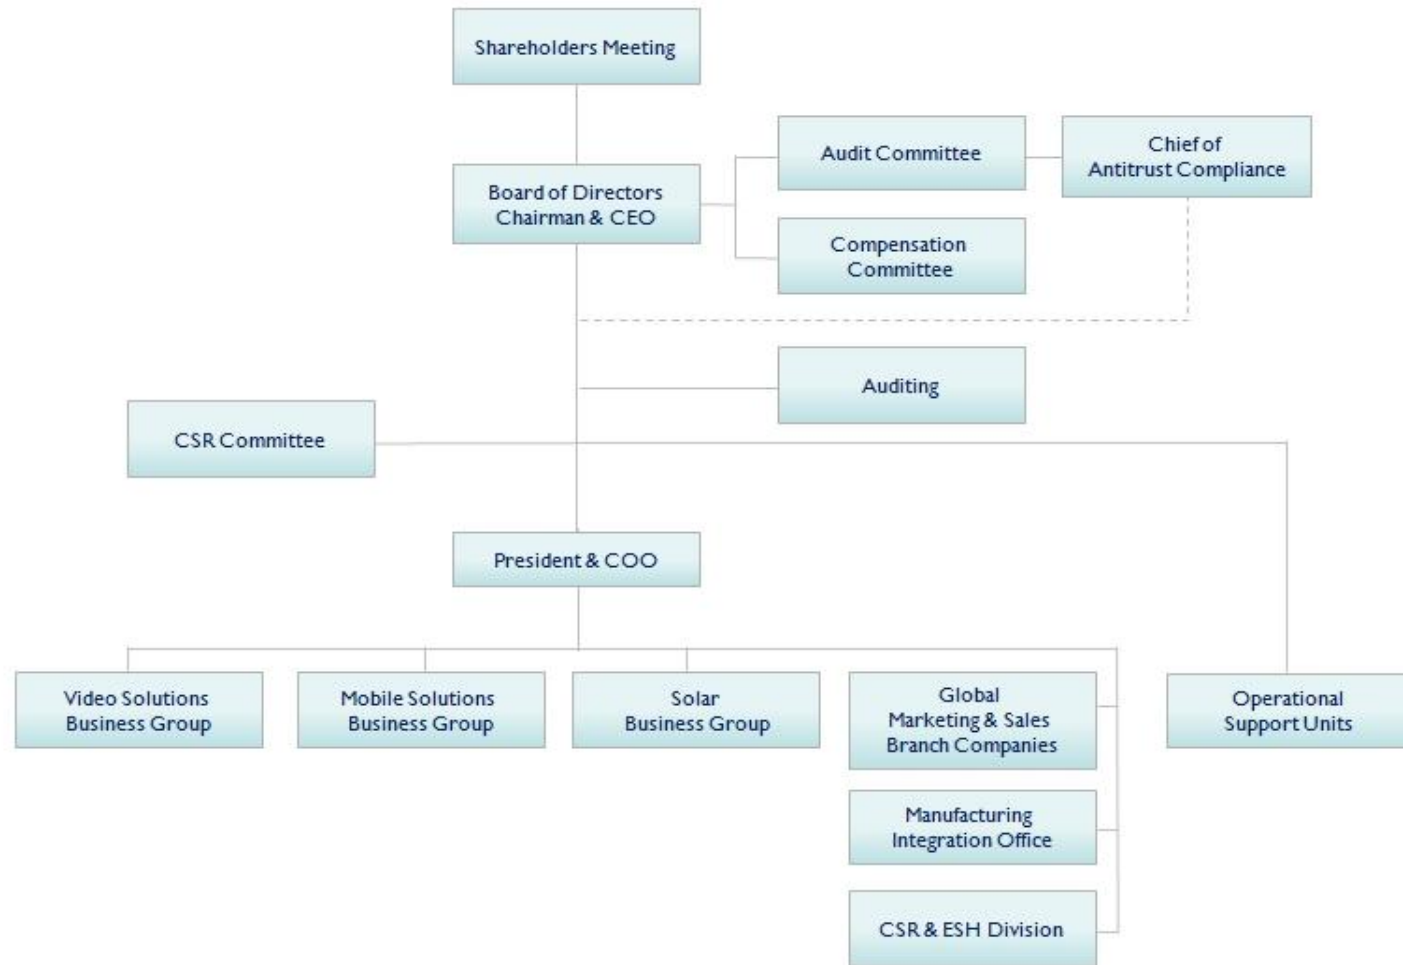 Shareholders Meeting
Board of Directors
Chairman & CEO
Audit Committee
Chief of
Antitrust Compliance
Compensation
Committee
Auditing
CSR Committee
President & COO
Video Solutions
Business Group
Mobile Solutions
Business Group
Solar
Business Group
Global
Marketing & Sales
Branch Companies
Operational
Support Units
Manufacturing
Integration Office
CSR & ESH Division